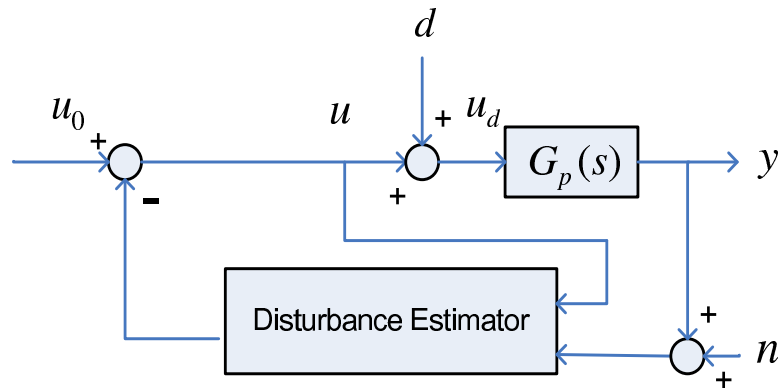 d
u₀
+
u
+
u_d
+
-
G_p(s)
y
Disturbance Estimator
+
n
+